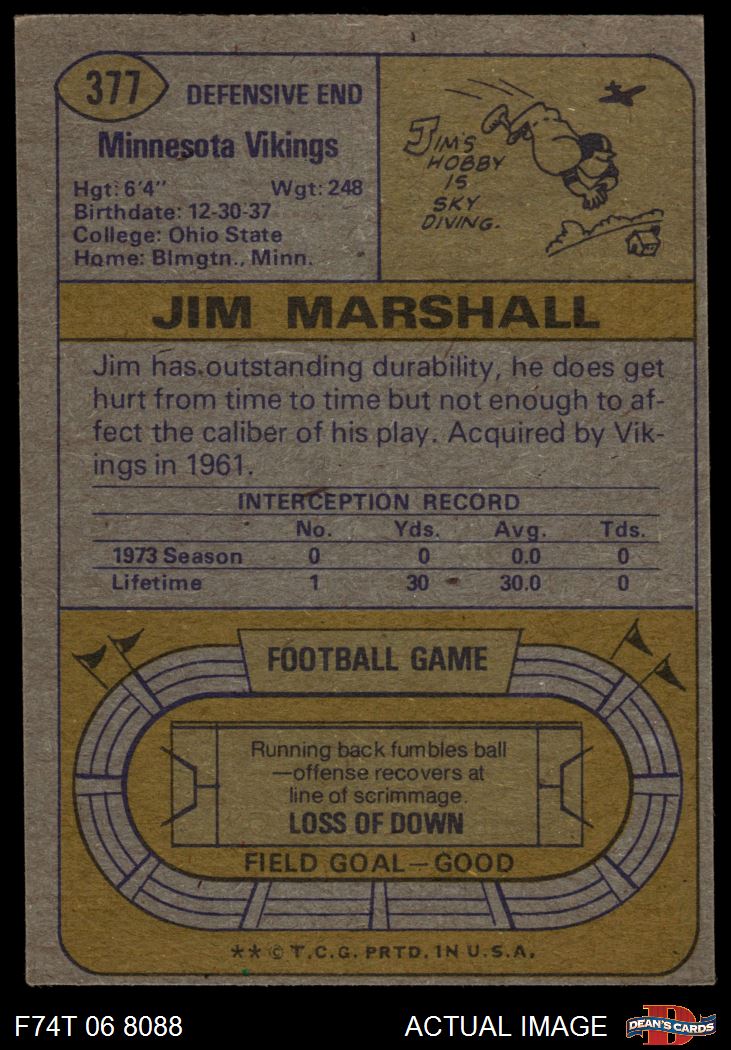 377
DEFENSIVE END
Minnesota Vikings
Hgt: 6'4" Wgt: 248
Birthdate: 12-30-37
College: Ohio State
Home: Blmgtn., Minn.
JIM'S
HOBBY
IS
SKY
DIVING.
JIM MARSHALL
Jim has outstanding durability, he does get
hurt from time to time but not enough to af-
fect the caliber of his play. Acquired by Vik-
ings in 1961.
INTERCEPTION RECORD
No. Yds. Avg. Tds.
1973 Season 0 0 0.0 0
Lifetime 1 30 30.0 0
FOOTBALL GAME
Running back fumbles ball
—offense recovers at
line of scrimmage.
LOSS OF DOWN
FIELD GOAL—GOOD
** © T.C.G. PRTD. IN U.S.A.
F74T 06 8088 ACTUAL IMAGE
DEAN'S CARDS